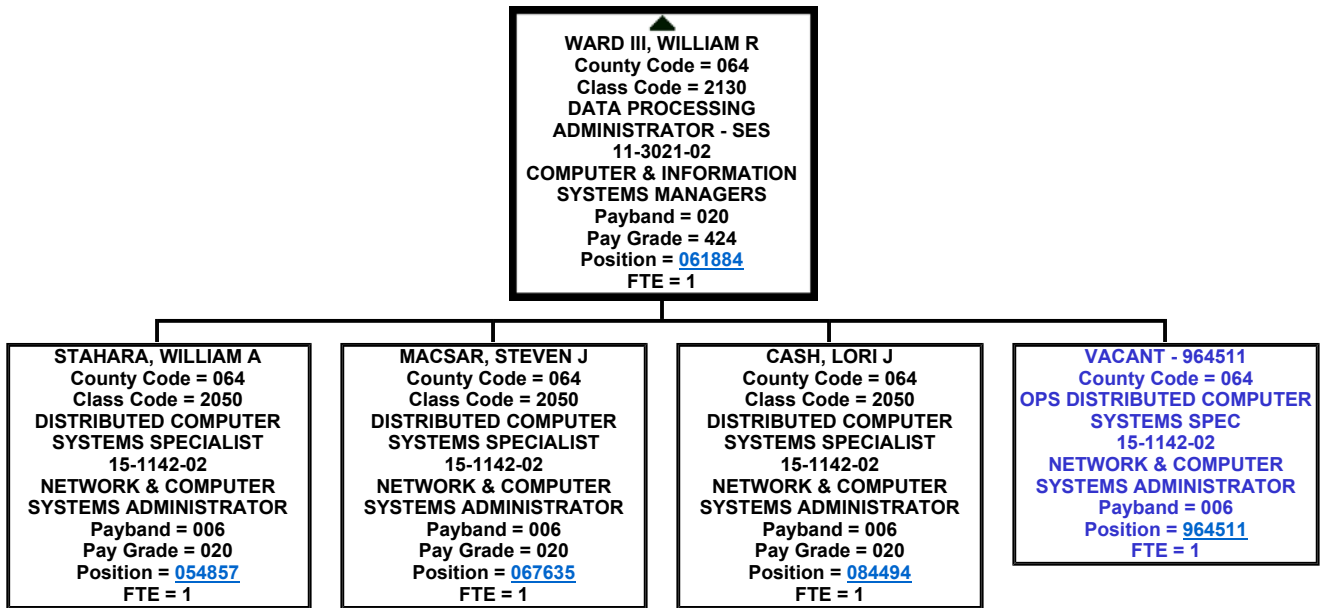 WARD III, WILLIAM R
County Code = 064
Class Code = 2130
DATA PROCESSING
ADMINISTRATOR - SES
11-3021-02
COMPUTER & INFORMATION
SYSTEMS MANAGERS
Payband = 020
Pay Grade = 424
Position = 061884
FTE = 1
STAHARA, WILLIAM A
County Code = 064
Class Code = 2050
DISTRIBUTED COMPUTER
SYSTEMS SPECIALIST
15-1142-02
NETWORK & COMPUTER
SYSTEMS ADMINISTRATOR
Payband = 006
Pay Grade = 020
Position = 054857
FTE = 1
MACSAR, STEVEN J
County Code = 064
Class Code = 2050
DISTRIBUTED COMPUTER
SYSTEMS SPECIALIST
15-1142-02
NETWORK & COMPUTER
SYSTEMS ADMINISTRATOR
Payband = 006
Pay Grade = 020
Position = 067635
FTE = 1
CASH, LORI J
County Code = 064
Class Code = 2050
DISTRIBUTED COMPUTER
SYSTEMS SPECIALIST
15-1142-02
NETWORK & COMPUTER
SYSTEMS ADMINISTRATOR
Payband = 006
Pay Grade = 020
Position = 084494
FTE = 1
VACANT - 964511
County Code = 064
OPS DISTRIBUTED COMPUTER
SYSTEMS SPEC
15-1142-02
NETWORK & COMPUTER
SYSTEMS ADMINISTRATOR
Payband = 006
Position = 964511
FTE = 1